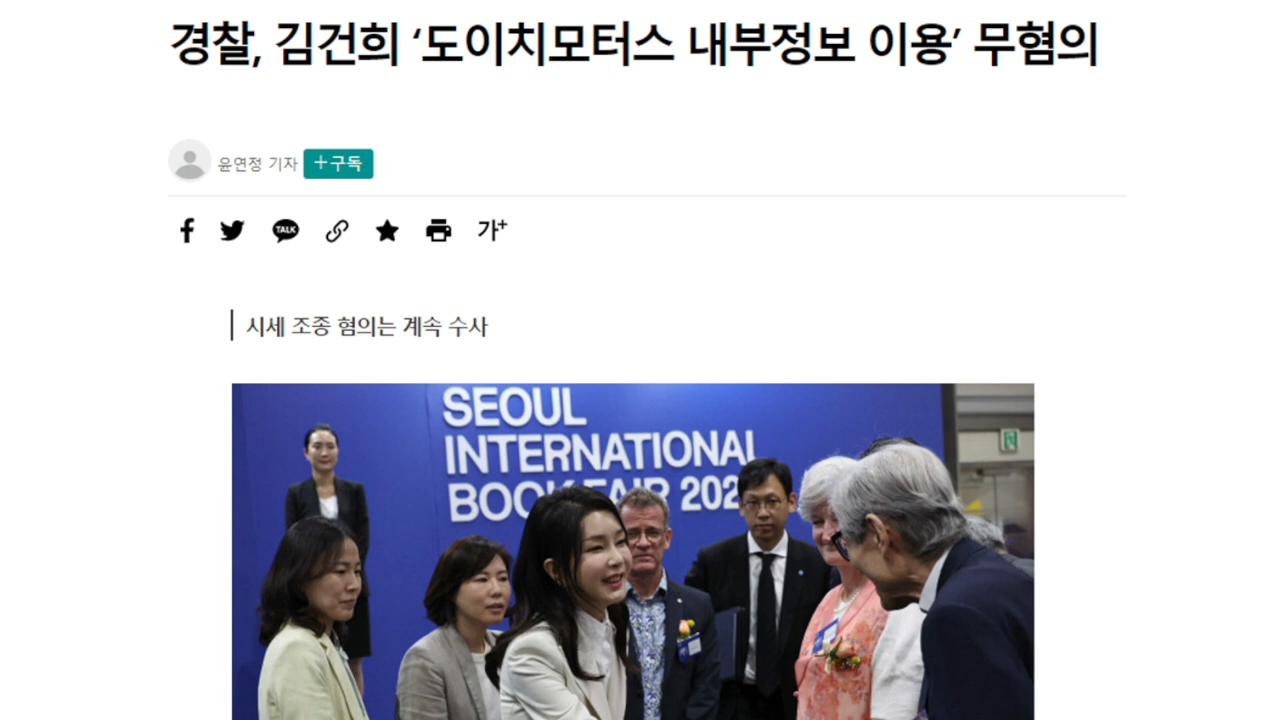 경찰, 김건희 ‘도이치모터스 내부정보 이용’ 무혐의
윤연정 기자
+구독
TALK
가+
시세 조종 혐의는 계속 수사
SEOUL
INTERNATIONAL
BOOK FAIR 202